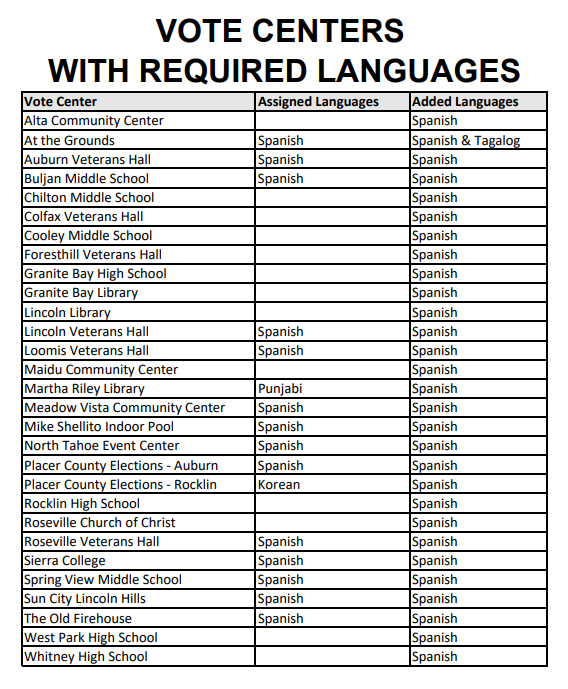 VOTE CENTERS
WITH REQUIRED LANGUAGES
Vote Center Assigned Languages Added Languages
Alta Community Center Spanish
At the Grounds Spanish Spanish & Tagalog
Auburn Veterans Hall Spanish Spanish
Buljan Middle School Spanish Spanish
Chilton Middle School Spanish
Colfax Veterans Hall Spanish
Cooley Middle School Spanish
Foresthill Veterans Hall Spanish
Granite Bay High School Spanish
Granite Bay Library Spanish
Lincoln Library Spanish
Lincoln Veterans Hall Spanish Spanish
Loomis Veterans Hall Spanish Spanish
Maidu Community Center Spanish
Martha Riley Library Punjabi Spanish
Meadow Vista Community Center Spanish Spanish
Mike Shellito Indoor Pool Spanish Spanish
North Tahoe Event Center Spanish Spanish
Placer County Elections - Auburn Spanish Spanish
Placer County Elections - Rocklin Korean Spanish
Rocklin High School Spanish
Roseville Church of Christ Spanish
Roseville Veterans Hall Spanish Spanish
Sierra College Spanish Spanish
Spring View Middle School Spanish Spanish
Sun City Lincoln Hills Spanish Spanish
The Old Firehouse Spanish Spanish
West Park High School Spanish
Whitney High School Spanish